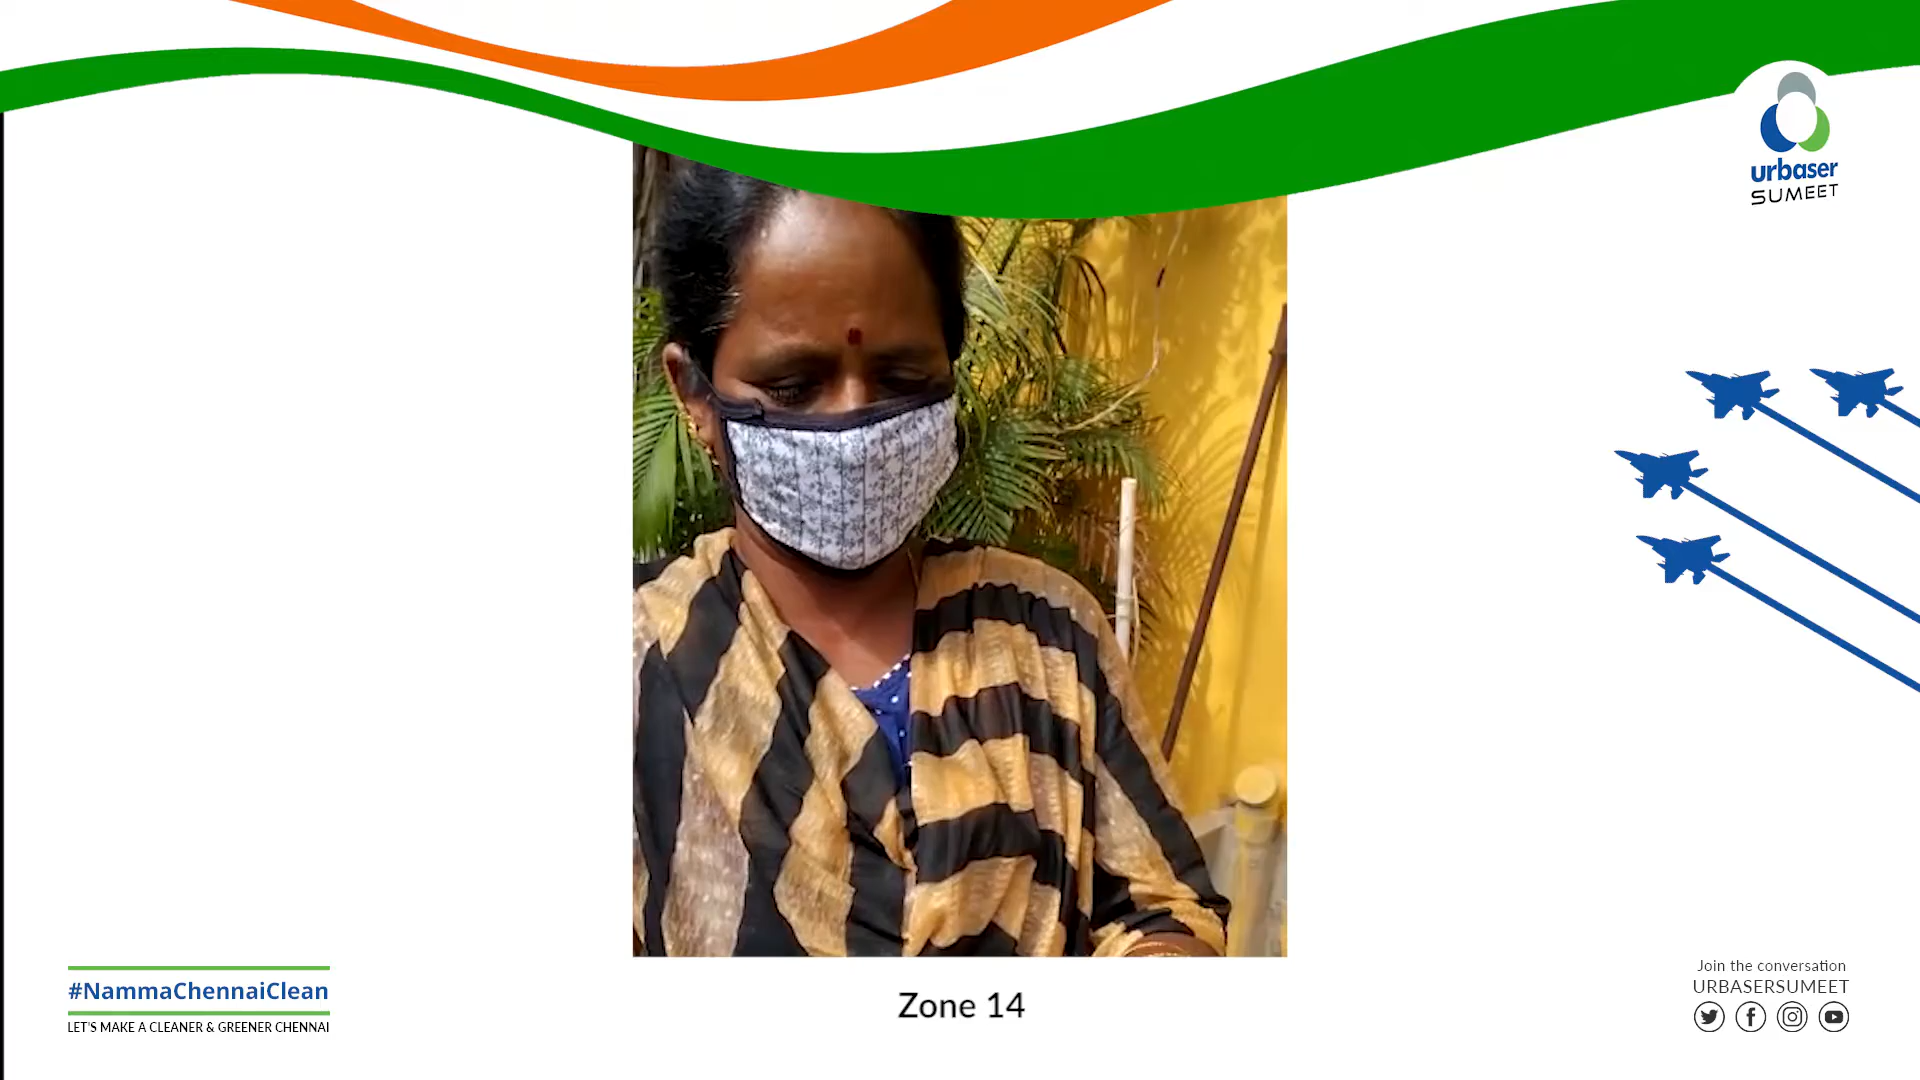 urbaser
SUMEET
#NammaChennaiClean
LET'S MAKE A CLEANER & GREENER CHENNAI
Zone 14
Join the conversation
URBASERSUMEET